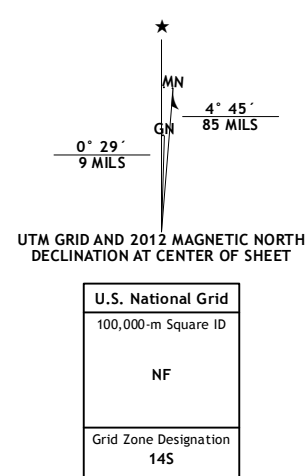 ★
MN
4° 45´
85 MILS
GN
0° 29´
9 MILS
UTM GRID AND 2012 MAGNETIC NORTH
DECLINATION AT CENTER OF SHEET
U.S. National Grid
100,000-m Square ID
NF
Grid Zone Designation
14S